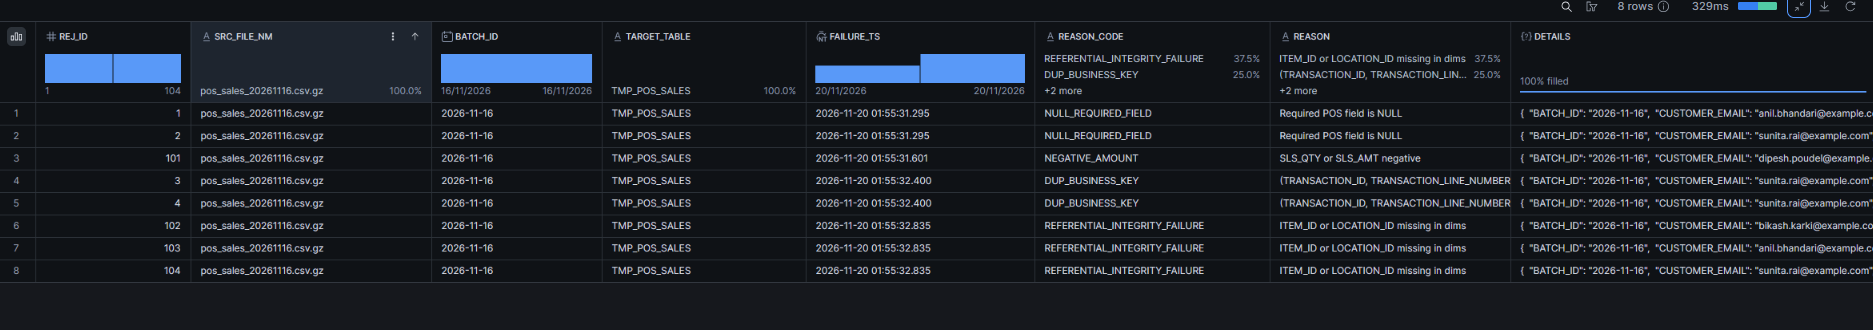 8 rows 329ms
REJ_ID SRC_FILE_NM BATCH_ID TARGET_TABLE FAILURE_TS REASON_CODE REASON DETAILS
REFERENTIAL_INTEGRITY_FAILURE 37.5% ITEM_ID or LOCATION_ID missing in dims 37.5%
DUP_BUSINESS_KEY 25.0% (TRANSACTION_ID, TRANSACTION_LIN... 25.0% 100% filled
1 104 pos_sales_20261116.csv.gz 100.0% 16/11/2026 16/11/2026 TMP_POS_SALES 100.0% 20/11/2026 20/11/2026 +2 more +2 more
1 1 pos_sales_20261116.csv.gz 2026-11-16 TMP_POS_SALES 2026-11-20 01:55:31.295 NULL_REQUIRED_FIELD Required POS field is NULL { "BATCH_ID": "2026-11-16", "CUSTOMER_EMAIL": "anil.bhandari@example.c
2 2 pos_sales_20261116.csv.gz 2026-11-16 TMP_POS_SALES 2026-11-20 01:55:31.295 NULL_REQUIRED_FIELD Required POS field is NULL { "BATCH_ID": "2026-11-16", "CUSTOMER_EMAIL": "sunita.rai@example.com"
3 101 pos_sales_20261116.csv.gz 2026-11-16 TMP_POS_SALES 2026-11-20 01:55:31.601 NEGATIVE_AMOUNT SLS_QTY or SLS_AMT negative { "BATCH_ID": "2026-11-16", "CUSTOMER_EMAIL": "dipesh.poudel@example.
4 3 pos_sales_20261116.csv.gz 2026-11-16 TMP_POS_SALES 2026-11-20 01:55:32.400 DUP_BUSINESS_KEY (TRANSACTION_ID, TRANSACTION_LINE_NUMBER { "BATCH_ID": "2026-11-16", "CUSTOMER_EMAIL": "sunita.rai@example.com"
5 4 pos_sales_20261116.csv.gz 2026-11-16 TMP_POS_SALES 2026-11-20 01:55:32.400 DUP_BUSINESS_KEY (TRANSACTION_ID, TRANSACTION_LINE_NUMBER { "BATCH_ID": "2026-11-16", "CUSTOMER_EMAIL": "sunita.rai@example.com"
6 102 pos_sales_20261116.csv.gz 2026-11-16 TMP_POS_SALES 2026-11-20 01:55:32.835 REFERENTIAL_INTEGRITY_FAILURE ITEM_ID or LOCATION_ID missing in dims { "BATCH_ID": "2026-11-16", "CUSTOMER_EMAIL": "bikash.karki@example.co
7 103 pos_sales_20261116.csv.gz 2026-11-16 TMP_POS_SALES 2026-11-20 01:55:32.835 REFERENTIAL_INTEGRITY_FAILURE ITEM_ID or LOCATION_ID missing in dims { "BATCH_ID": "2026-11-16", "CUSTOMER_EMAIL": "anil.bhandari@example.c
8 104 pos_sales_20261116.csv.gz 2026-11-16 TMP_POS_SALES 2026-11-20 01:55:32.835 REFERENTIAL_INTEGRITY_FAILURE ITEM_ID or LOCATION_ID missing in dims { "BATCH_ID": "2026-11-16", "CUSTOMER_EMAIL": "sunita.rai@example.com"